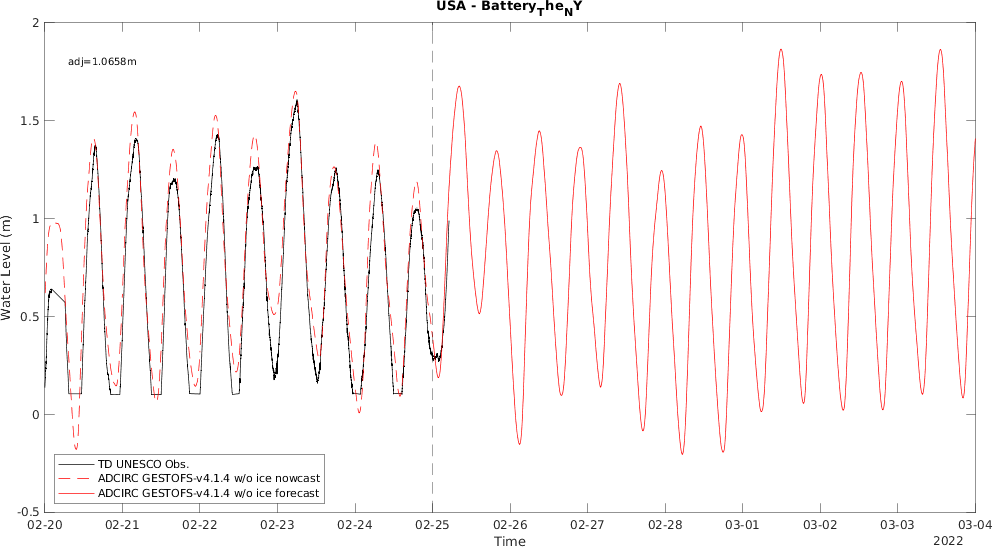 USA - Battery_The_NY
adj=1.0658m
2
1.5
1
0.5
0
-0.5
Water Level (m)
TD UNESCO Obs.
ADCIRC GESTOFS-v4.1.4 w/o ice nowcast
ADCIRC GESTOFS-v4.1.4 w/o ice forecast
02-20 02-21 02-22 02-23 02-24 02-25 02-26 02-27 02-28 03-01 03-02 03-03 03-04
Time
2022